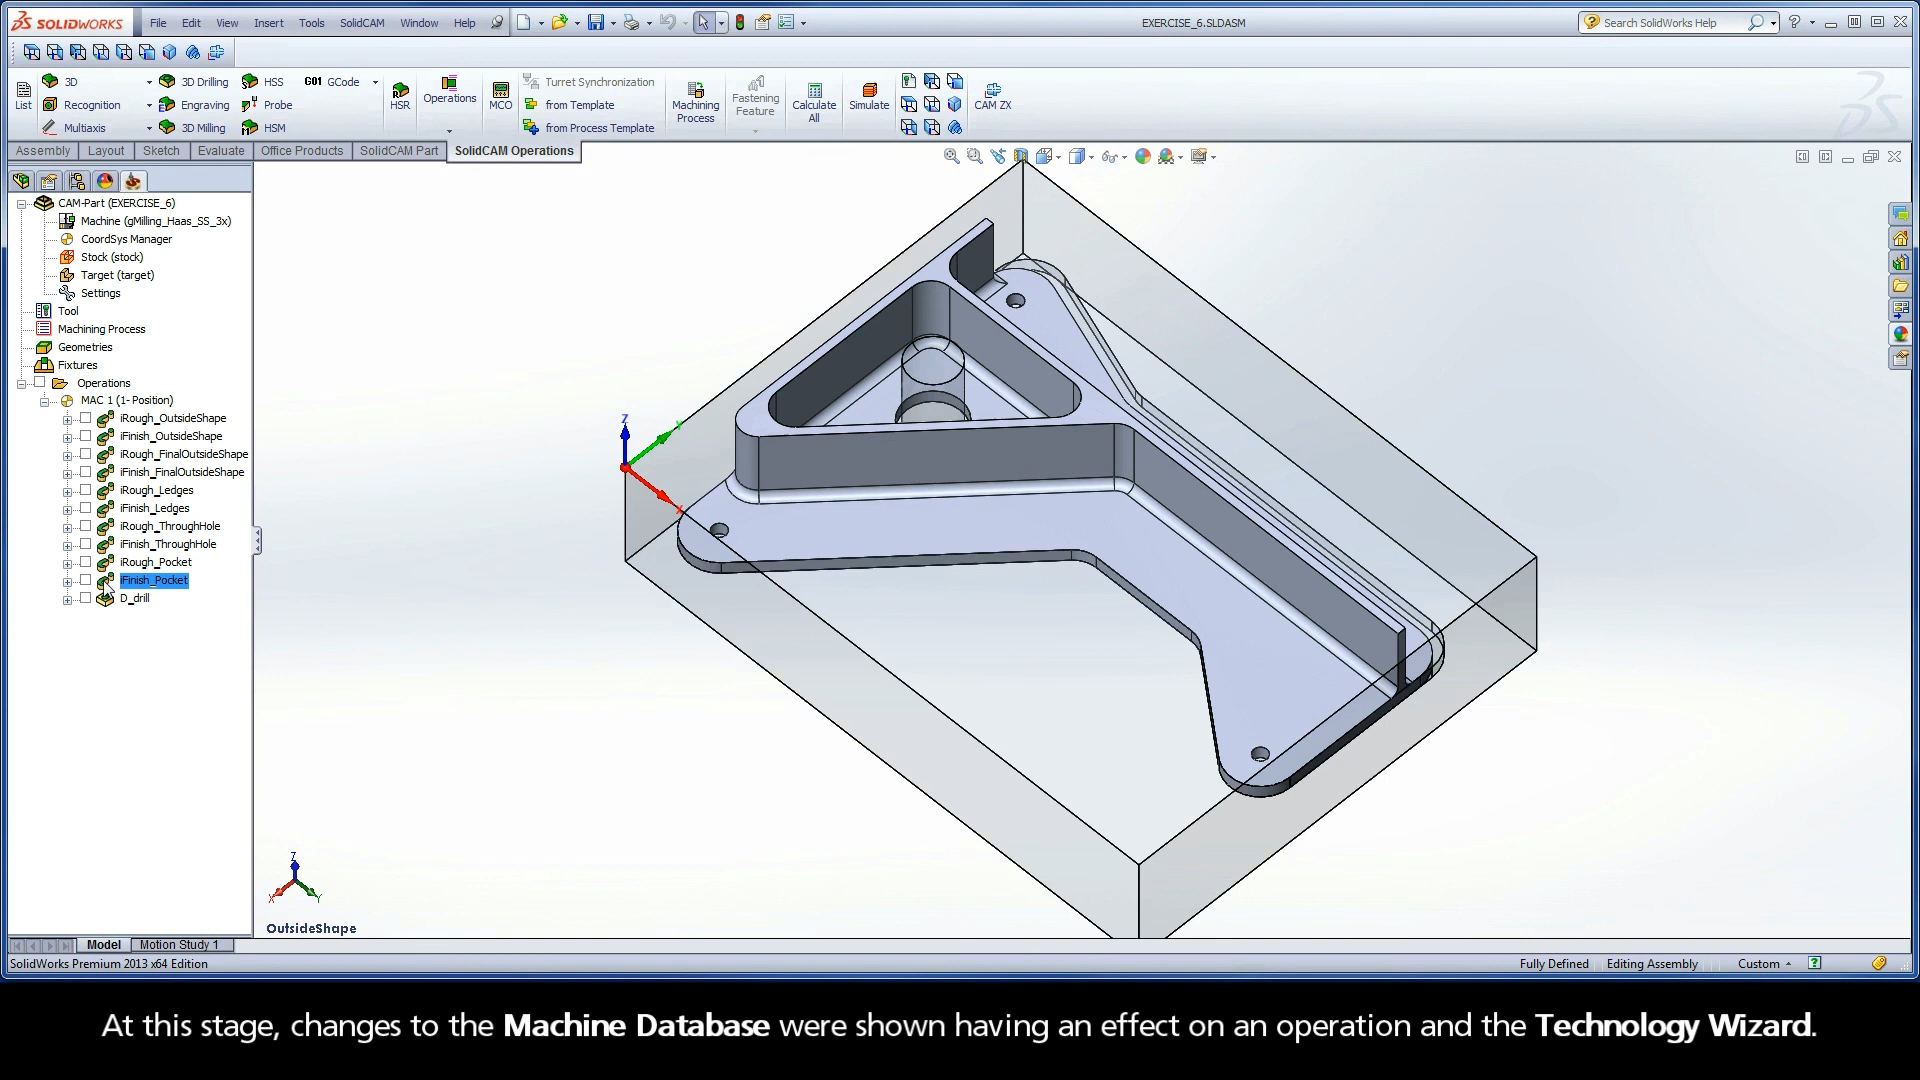 SOLIDWORKS File Edit View Insert Tools SolidCAM Window Help EXERCISE_6.SLDASM Search SolidWorks Help
3D 3D Drilling HSS G01 GCode Turret Synchronization
List Recognition Engraving Probe HSR Operations MCO from Template Machining Process Fastening Feature Calculate All Simulate CAM ZX
Multiaxis 3D Milling HSM from Process Template
Assembly Layout Sketch Evaluate Office Products SolidCAM Part SolidCAM Operations
CAM-Part (EXERCISE_6)
Machine (gMilling_Haas_SS_3x)
CoordSys Manager
Stock (stock)
Target (target)
Settings
Tool
Machining Process
Geometries
Fixtures
Operations
MAC 1 (1- Position)
iRough_OutsideShape
iFinish_OutsideShape
iRough_FinalOutsideShape
iFinish_FinalOutsideShape
iRough_Ledges
iFinish_Ledges
iRough_ThroughHole
iFinish_ThroughHole
iRough_Pocket
iFinish_Pocket
D_drill
Z
X
Z
X Y
OutsideShape
Model Motion Study 1
SolidWorks Premium 2013 x64 Edition Fully Defined Editing Assembly Custom
At this stage, changes to the Machine Database were shown having an effect on an operation and the Technology Wizard.